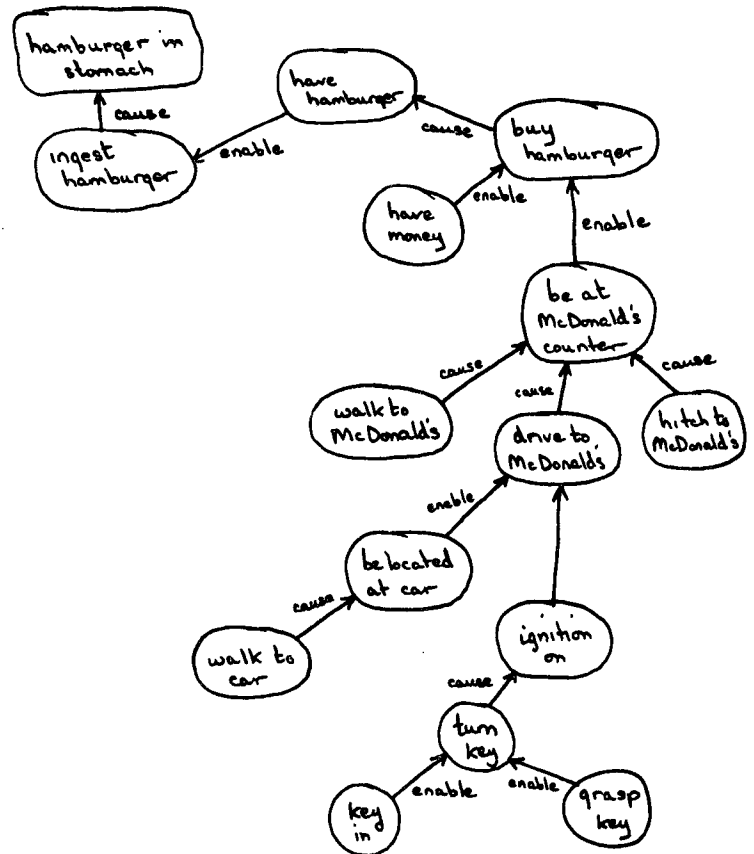 hamburger in
stomach
cause
ingest
hamburger
enable
have
hamburger
cause
buy
hamburger
have
money
enable
enable
be at
McDonald's
counter
cause
cause
cause
walk to
McDonald's
drive to
McDonald's
hitch to
McDonald's
enable
be located
at car
cause
walk to
car
ignition
on
cause
turn
key
enable
enable
key
in
grasp
key